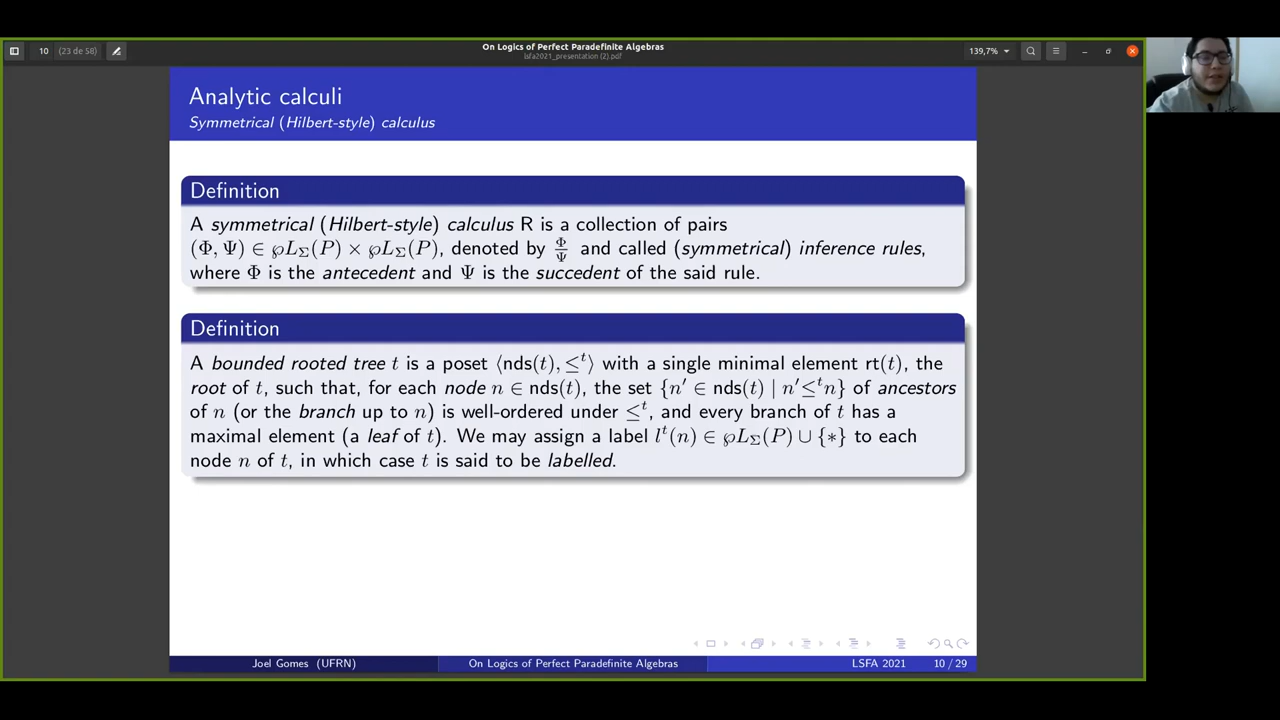 On Logics of Perfect Paradefinite Algebras
lsfa2021_presentation (2).pdf
10 (23 de 58)
139,7%
Analytic calculi
Symmetrical (Hilbert-style) calculus
Definition
A symmetrical (Hilbert-style) calculus R is a collection of pairs
(Φ, Ψ) ∈ ℘L_Σ(P) × ℘L_Σ(P), denoted by Φ/Ψ and called (symmetrical) inference rules,
where Φ is the antecedent and Ψ is the succedent of the said rule.
Definition
A bounded rooted tree t is a poset ⟨nds(t), ≤ᵗ⟩ with a single minimal element rt(t), the
root of t, such that, for each node n ∈ nds(t), the set {n′ ∈ nds(t) | n′ ≤ᵗ n} of ancestors
of n (or the branch up to n) is well-ordered under ≤ᵗ, and every branch of t has a
maximal element (a leaf of t). We may assign a label lᵗ(n) ∈ ℘L_Σ(P) ∪ {∗} to each
node n of t, in which case t is said to be labelled.
Joel Gomes (UFRN) On Logics of Perfect Paradefinite Algebras LSFA 2021 10 / 29